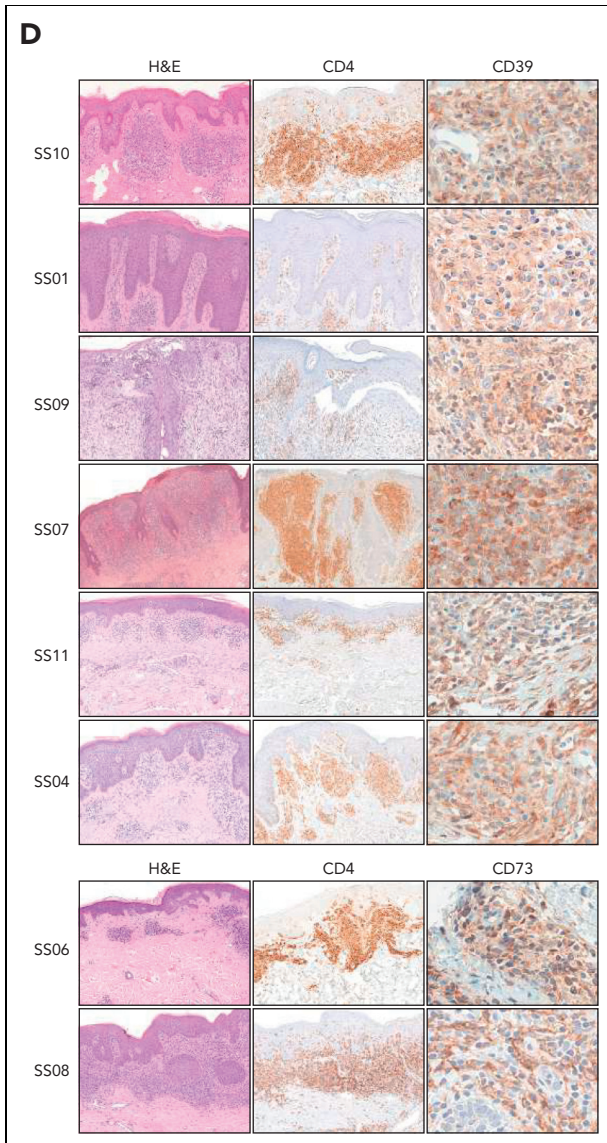 D
H&E CD4 CD39
SS10
SS01
SS09
SS07
SS11
SS04
H&E CD4 CD73
SS06
SS08